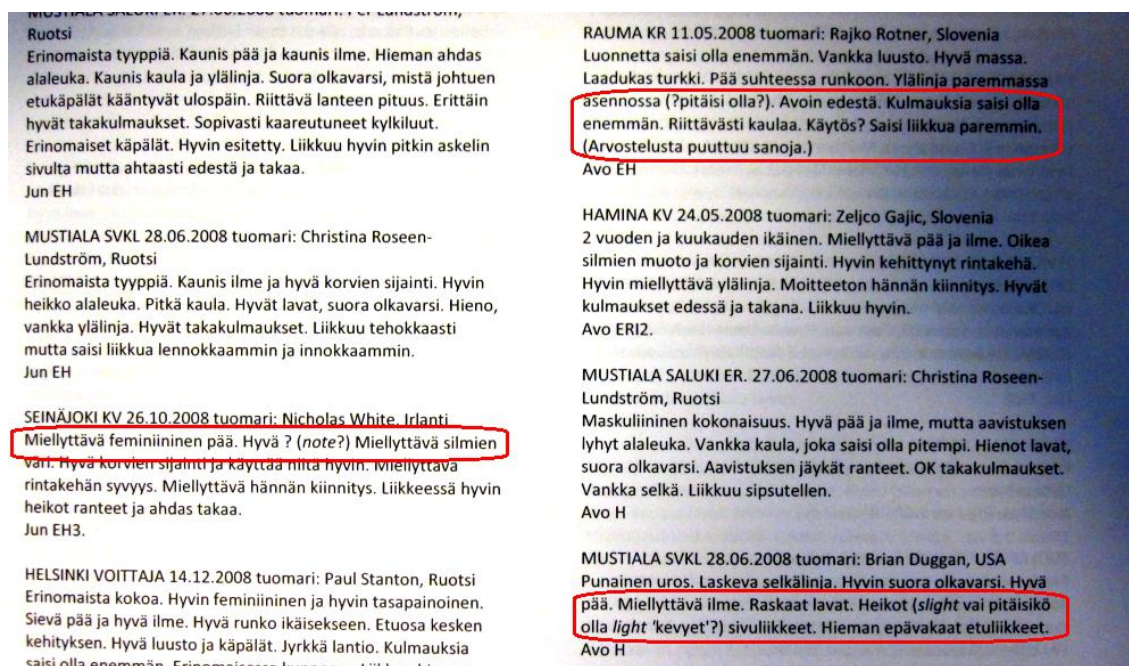 MUSTIALA SALUKI ER. 27.06.2008 tuomari: Per Lundström,
Ruotsi
Erinomaista tyyppiä. Kaunis pää ja kaunis ilme. Hieman ahdas
alaleuka. Kaunis kaula ja ylälinja. Suora olkavarsi, mistä johtuen
etukäpälät kääntyvät ulospäin. Riittävä lanteen pituus. Erittäin
hyvät takakulmaukset. Sopivasti kaareutuneet kylkiluut.
Erinomaiset käpälät. Hyvin esitetty. Liikkuu hyvin pitkin askelin
sivulta mutta ahtaasti edestä ja takaa.
Jun EH
MUSTIALA SVKL 28.06.2008 tuomari: Christina Roseen-
Lundström, Ruotsi
Erinomaista tyyppiä. Kaunis ilme ja hyvä korvien sijainti. Hyvin
heikko alaleuka. Pitkä kaula. Hyvät lavat, suora olkavarsi. Hieno,
vankka ylälinja. Hyvät takakulmaukset. Liikkuu tehokkaasti
mutta saisi liikkua lennokkaammin ja innokkaammin.
Jun EH
SEINÄJOKI KV 26.10.2008 tuomari: Nicholas White, Irlanti
Miellyttävä feminiininen pää. Hyvä ? (note?) Miellyttävä silmien
väri. Hyvä korvien sijainti ja käyttää niitä hyvin. Miellyttävä
rintakehän syvyys. Miellyttävä hännän kiinnitys. Liikkeessä hyvin
heikot ranteet ja ahdas takaa.
Jun EH3.
HELSINKI VOITTAJA 14.12.2008 tuomari: Paul Stanton, Ruotsi
Erinomaista kokoa. Hyvin feminiininen ja hyvin tasapainoinen.
Sievä pää ja hyvä ilme. Hyvä runko ikäisekseen. Etuosa kesken
kehityksen. Hyvä luusto ja käpälät. Jyrkkä lantio. Kulmauksia
saisi olla enemmän. Erinomaisessa
RAUMA KR 11.05.2008 tuomari: Rajko Rotner, Slovenia
Luonnetta saisi olla enemmän. Vankka luusto. Hyvä massa.
Laadukas turkki. Pää suhteessa runkoon. Ylälinja paremmassa
asennossa (?pitäisi olla?). Avoin edestä. Kulmauksia saisi olla
enemmän. Riittävästi kaulaa. Käytös? Saisi liikkua paremmin.
(Arvostelusta puuttuu sanoja.)
Avo EH
HAMINA KV 24.05.2008 tuomari: Zeljco Gajic, Slovenia
2 vuoden ja kuukauden ikäinen. Miellyttävä pää ja ilme. Oikea
silmien muoto ja korvien sijainti. Hyvin kehittynyt rintakehä.
Hyvin miellyttävä ylälinja. Moitteeton hännän kiinnitys. Hyvät
kulmaukset edessä ja takana. Liikkuu hyvin.
Avo ERI2.
MUSTIALA SALUKI ER. 27.06.2008 tuomari: Christina Roseen-
Lundström, Ruotsi
Maskuliininen kokonaisuus. Hyvä pää ja ilme, mutta aavistuksen
lyhyt alaleuka. Vankka kaula, joka saisi olla pitempi. Hienot lavat,
suora olkavarsi. Aavistuksen jäykät ranteet. OK takakulmaukset.
Vankka selkä. Liikkuu sipsutellen.
Avo H
MUSTIALA SVKL 28.06.2008 tuomari: Brian Duggan, USA
Punainen uros. Laskeva selkälinja. Hyvin suora olkavarsi. Hyvä
pää. Miellyttävä ilme. Raskaat lavat. Heikot (slight vai pitäisikö
olla light 'kevyet'?) sivuliikkeet. Hieman epävakaat etuliikkeet.
Avo H